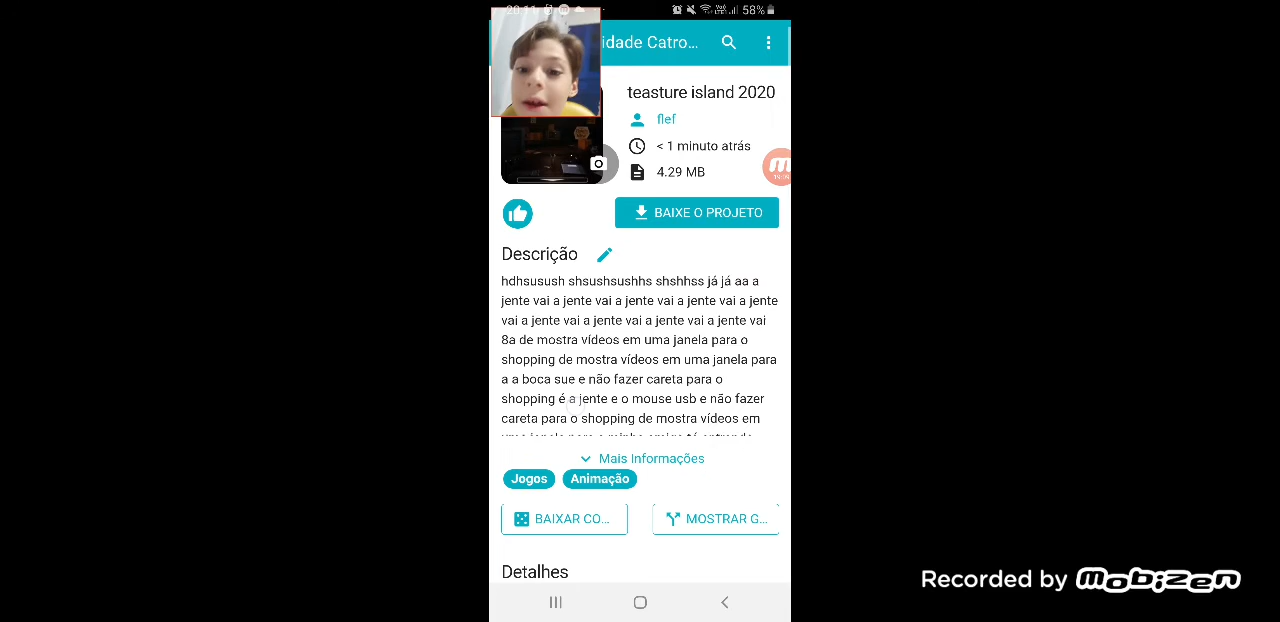 20:11 58%
idade Catro...
teasture island 2020
flef
< 1 minuto atrás
4.29 MB
19:09
BAIXE O PROJETO
Descrição
hdhsusush shsushsushhs shshhss já já aa a
jente vai a jente vai a jente vai a jente vai a jente
vai a jente vai a jente vai a jente vai a jente vai
8a de mostra vídeos em uma janela para o
shopping de mostra vídeos em uma janela para
a a boca sue e não fazer careta para o
shopping é a jente e o mouse usb e não fazer
careta para o shopping de mostra vídeos em
Mais Informações
Jogos Animação
BAIXAR CO... MOSTRAR G...
Detalhes
Recorded by mobizen